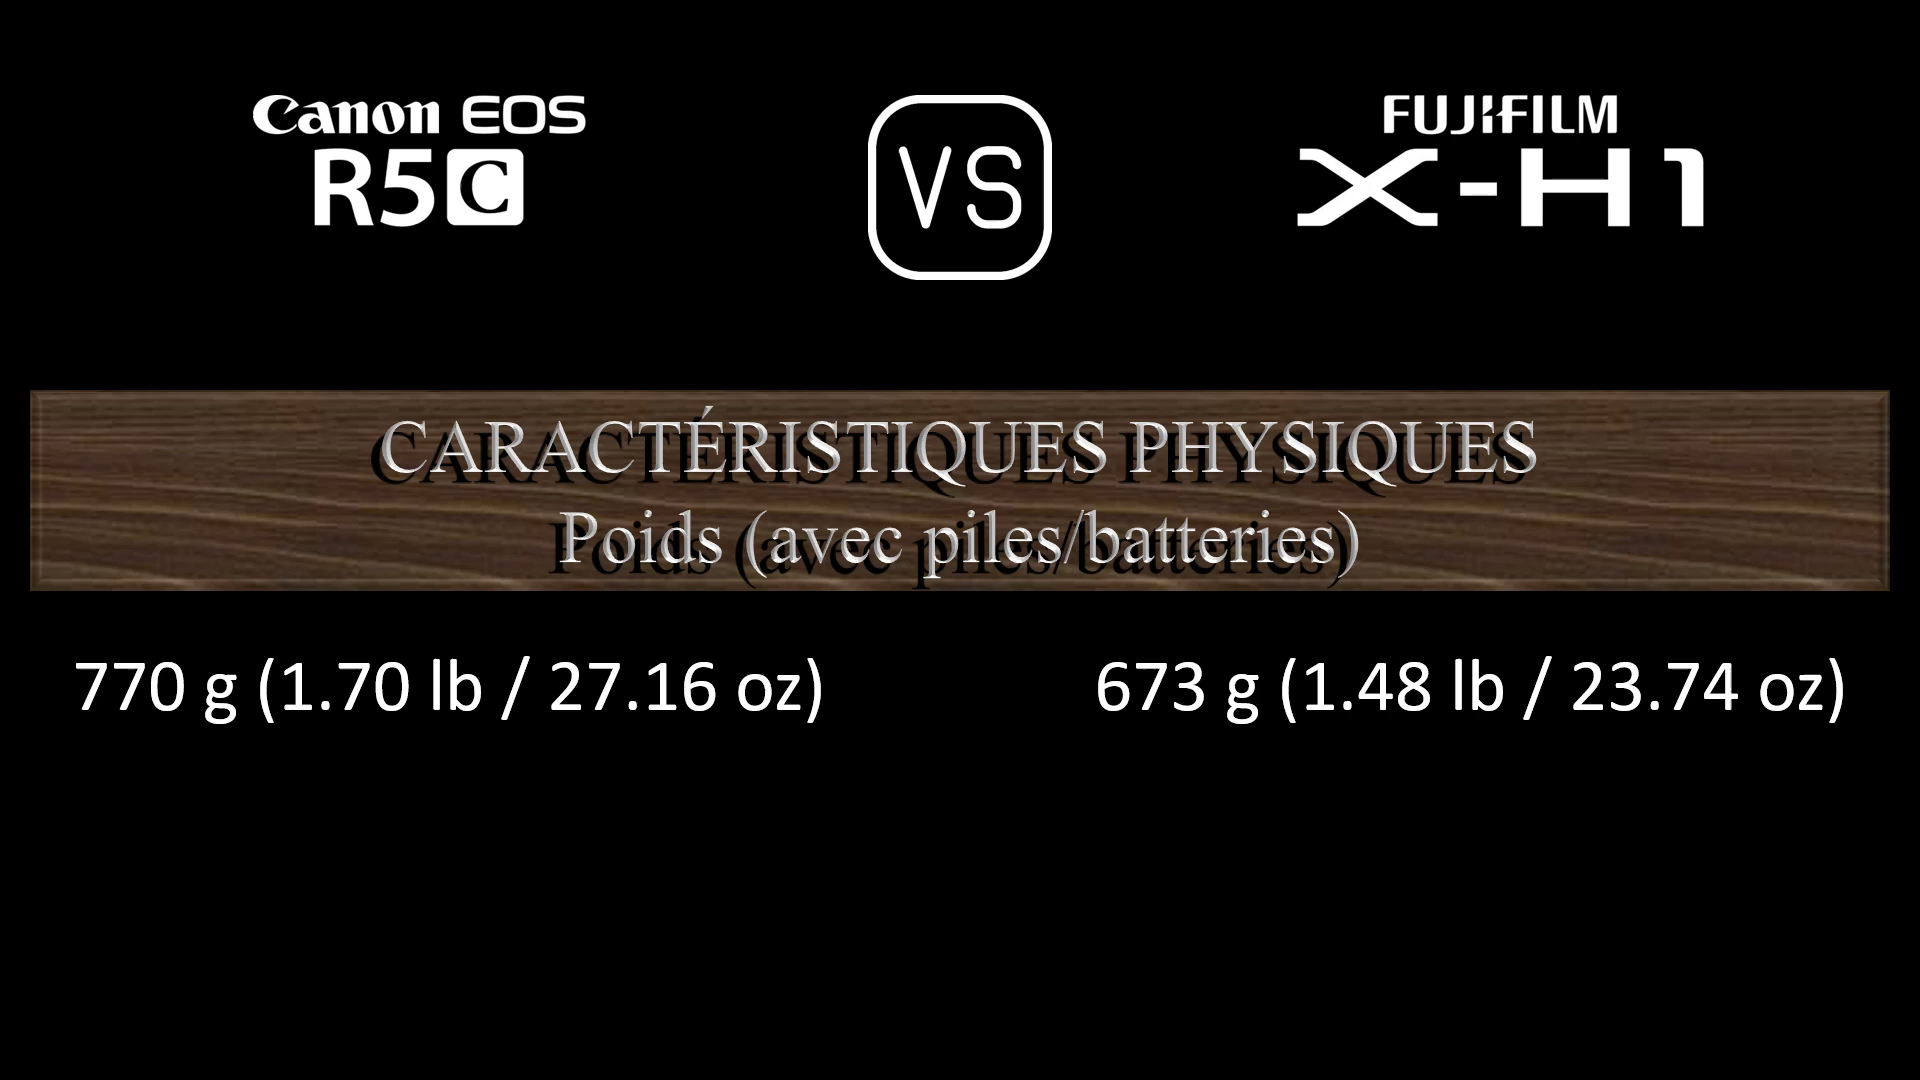 Canon EOS
R5 C
VS
FUJIFILM
X-H1
CARACTÉRISTIQUES PHYSIQUES
Poids (avec piles/batteries)
770 g (1.70 lb / 27.16 oz)
673 g (1.48 lb / 23.74 oz)